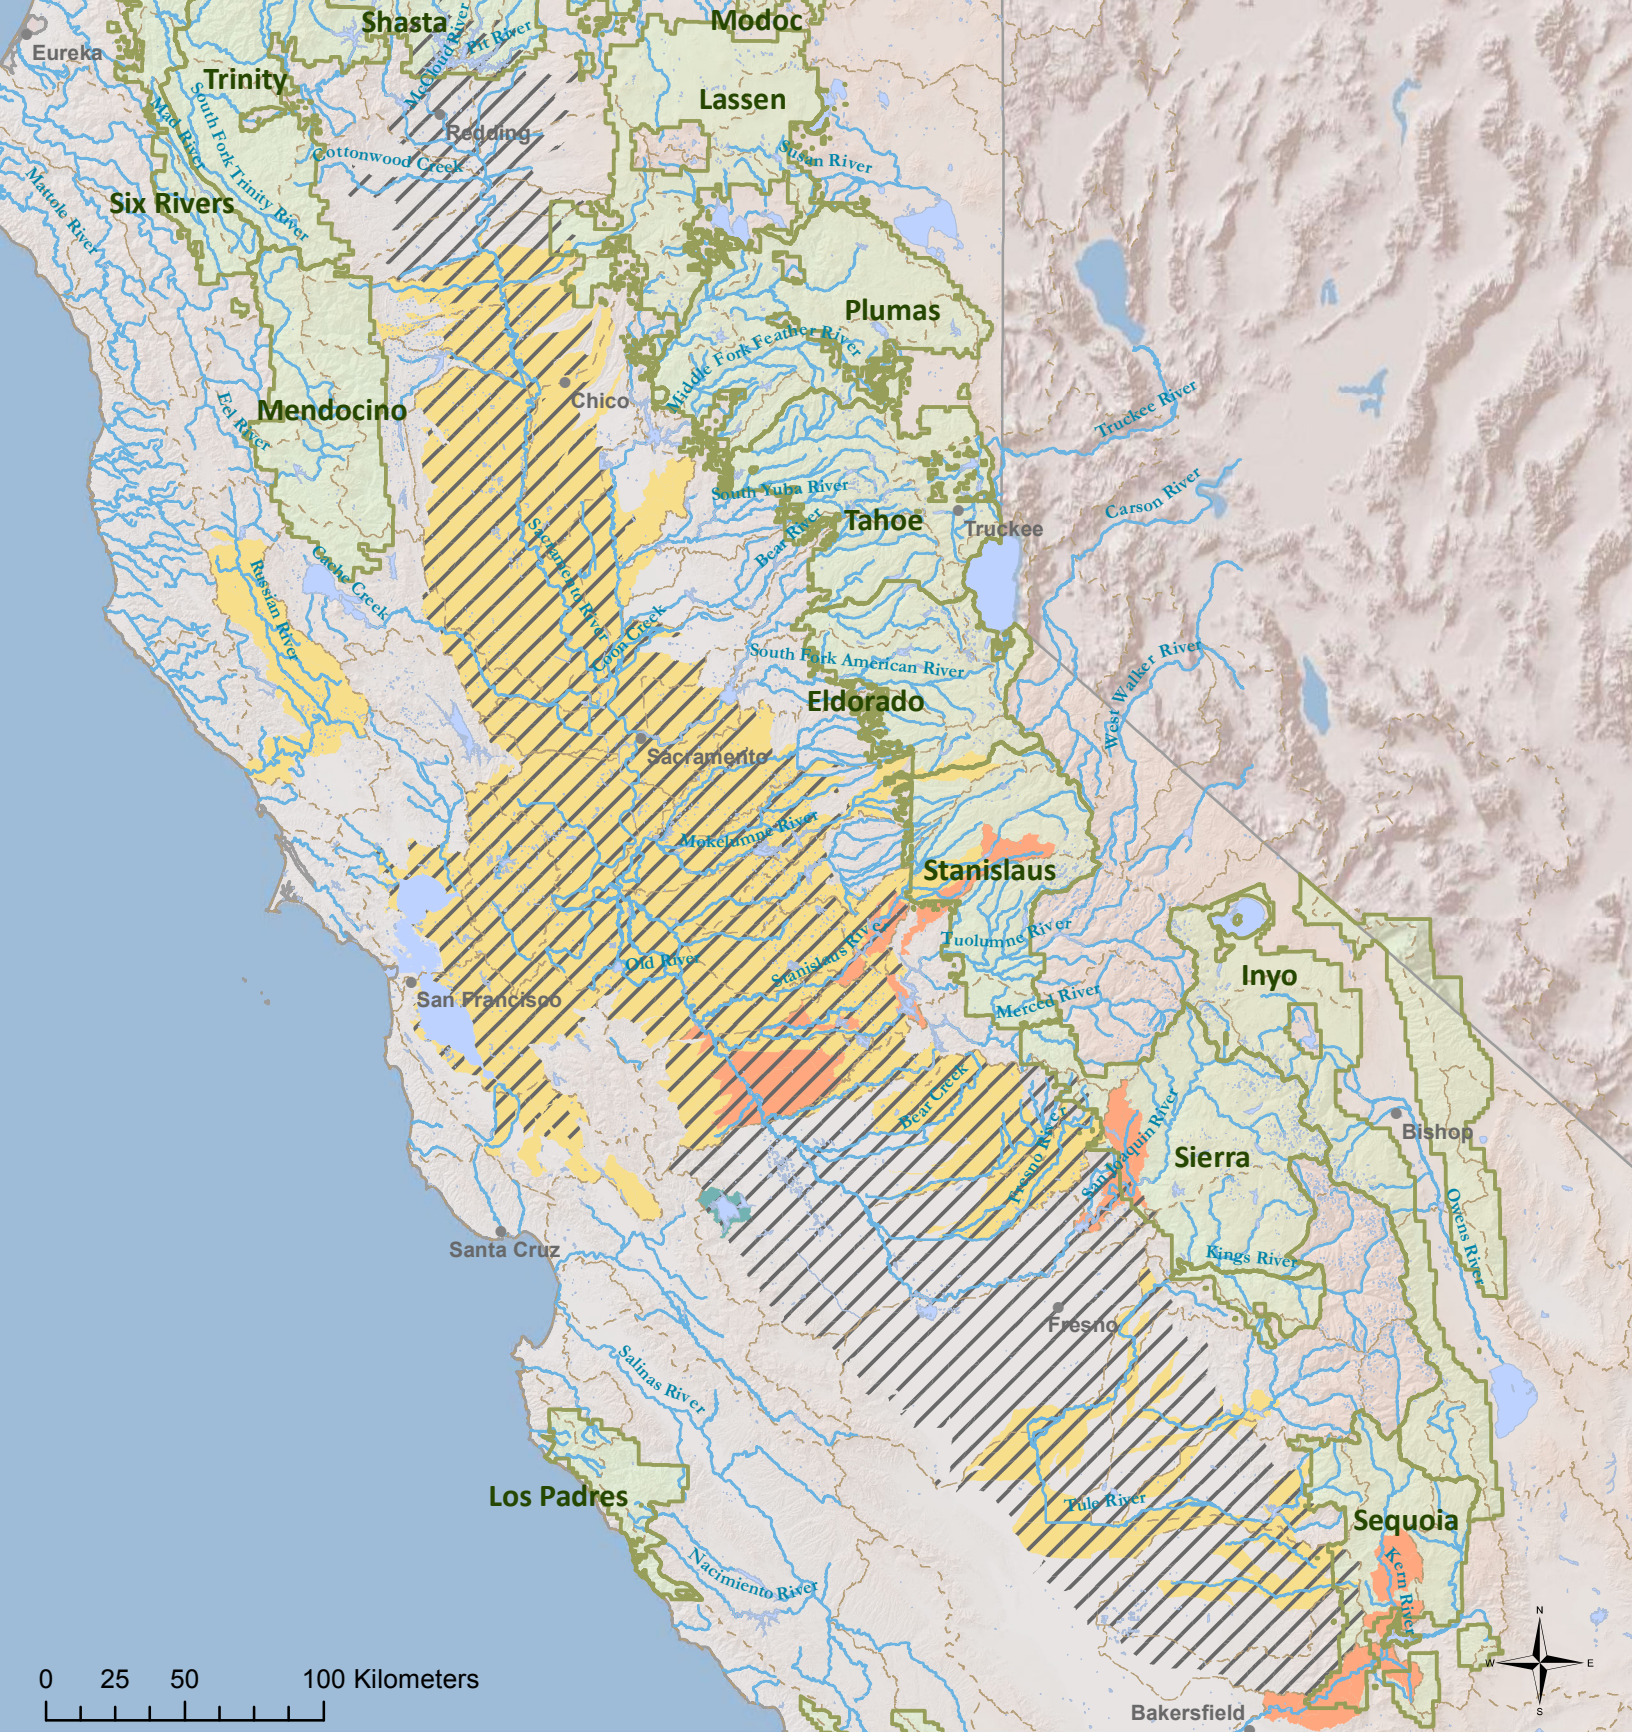 Shasta
McCloud River
Pit River
Modoc
Eureka
Trinity
Lassen
Redding
Mad River
South Fork Trinity River
Cottonwood Creek
Susan River
Mattole River
Six Rivers
Plumas
Middle Fork Feather River
Chico
Mendocino
Eel River
Truckee River
South Yuba River
Carson River
Bear River
Tahoe
Truckee
Sacramento River
Cache Creek
Russian River
Coon Creek
South Fork American River
West Walker River
Eldorado
Sacramento
Mokelumne River
Stanislaus
Tuolumne River
Stanislaus River
Old River
San Francisco
Inyo
Merced River
Bear Creek
Fresno River
San Joaquin River
Bishop
Sierra
Owens River
Santa Cruz
Kings River
Fresno
Salinas River
Los Padres
Tule River
Sequoia
Kern River
Nacimiento River
N
W E
S
0 25 50 100 Kilometers
Bakersfield